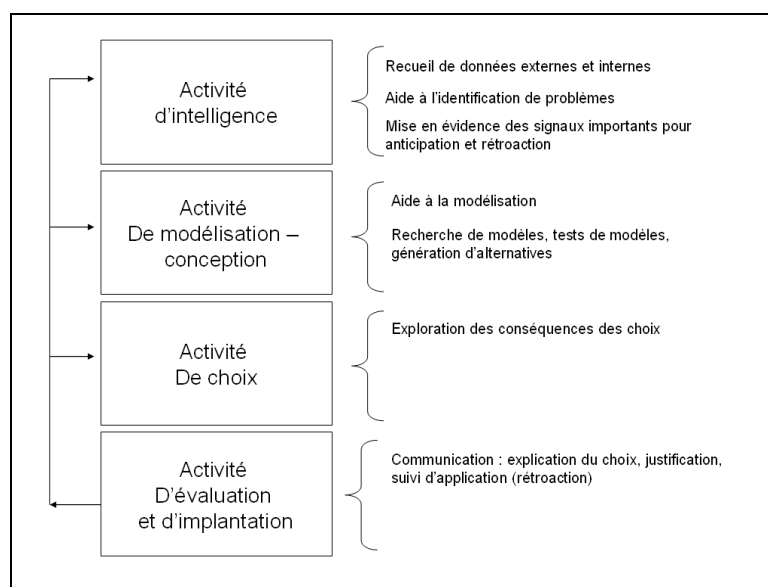 Activité
d'intelligence
Recueil de données externes et internes
Aide à l'identification de problèmes
Mise en évidence des signaux importants pour
anticipation et rétroaction
Activité
De modélisation –
conception
Aide à la modélisation
Recherche de modèles, tests de modèles,
génération d'alternatives
Activité
De choix
Exploration des conséquences des choix
Activité
D'évaluation
et d'implantation
Communication : explication du choix, justification,
suivi d'application (rétroaction)